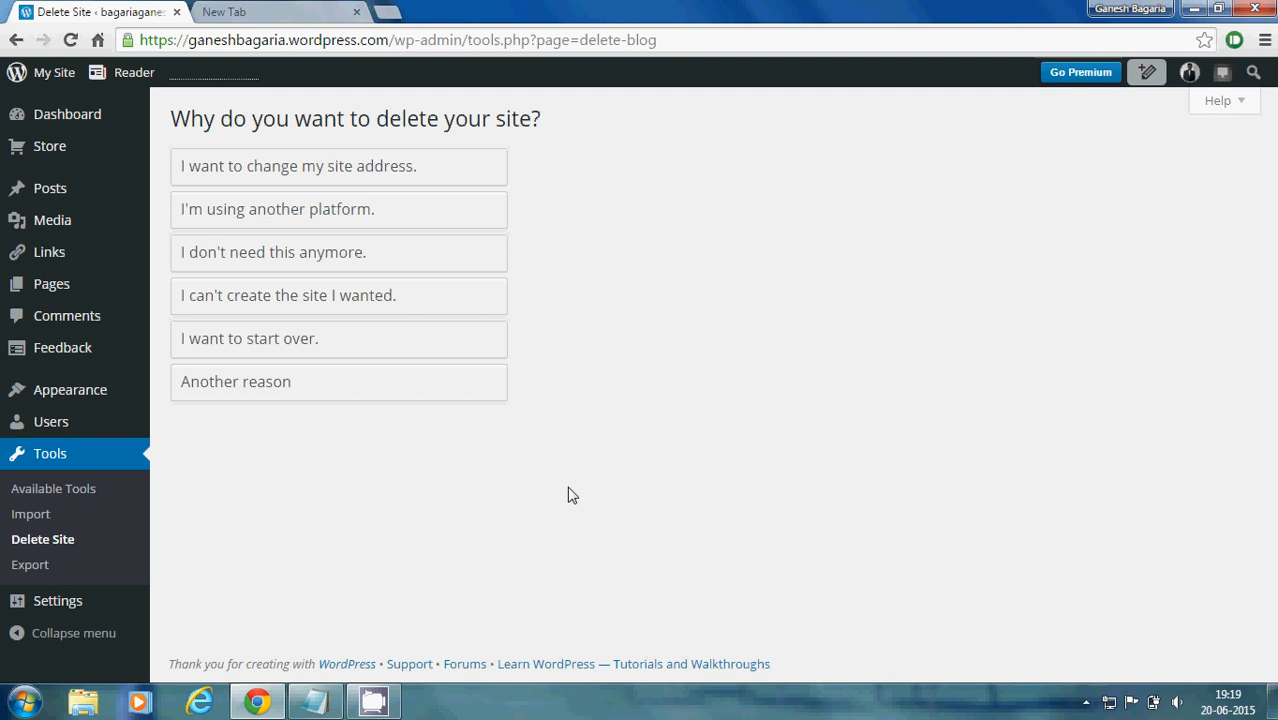 Delete Site ‹ bagariaganes
New Tab
Ganesh Bagaria
https://ganeshbagaria.wordpress.com/wp-admin/tools.php?page=delete-blog
My Site
Reader
Go Premium
Help
Dashboard
Store
Posts
Media
Links
Pages
Comments
Feedback
Appearance
Users
Tools
Available Tools
Import
Delete Site
Export
Settings
Collapse menu
Why do you want to delete your site?
I want to change my site address.
I'm using another platform.
I don't need this anymore.
I can't create the site I wanted.
I want to start over.
Another reason
Thank you for creating with WordPress • Support • Forums • Learn WordPress — Tutorials and Walkthroughs
19:19
20-06-2015